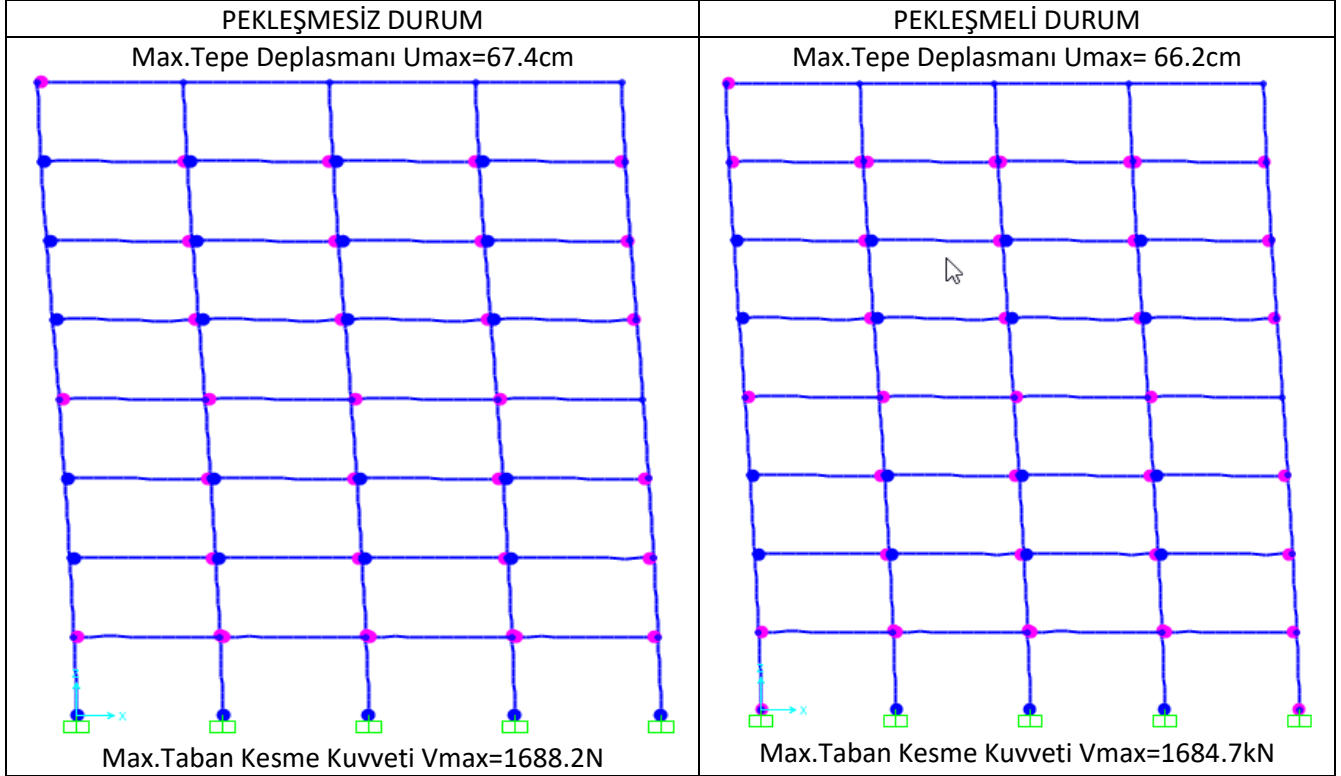 PEKLEŞMESİZ DURUM
PEKLEŞMELİ DURUM
Max.Tepe Deplasmanı Umax=67.4cm
Max.Tepe Deplasmanı Umax= 66.2cm
Z
X
Z
X
Max.Taban Kesme Kuvveti Vmax=1688.2N
Max.Taban Kesme Kuvveti Vmax=1684.7kN